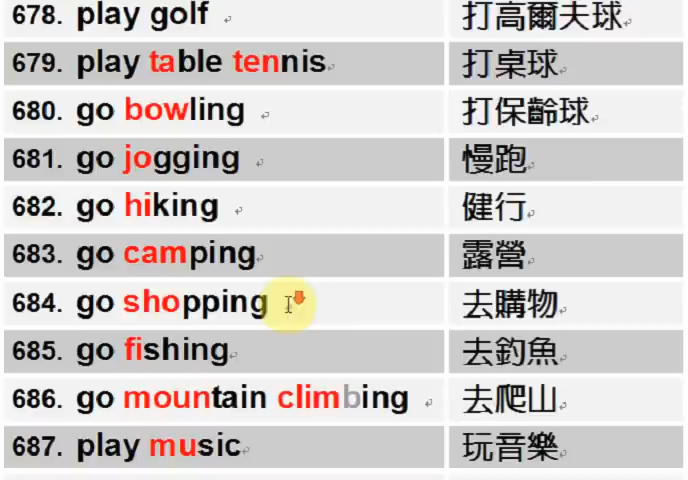 678. play golf 打高爾夫球
679. play table tennis 打桌球
680. go bowling 打保齡球
681. go jogging 慢跑
682. go hiking 健行
683. go camping 露營
684. go shopping 去購物
685. go fishing 去釣魚
686. go mountain climbing 去爬山
687. play music 玩音樂